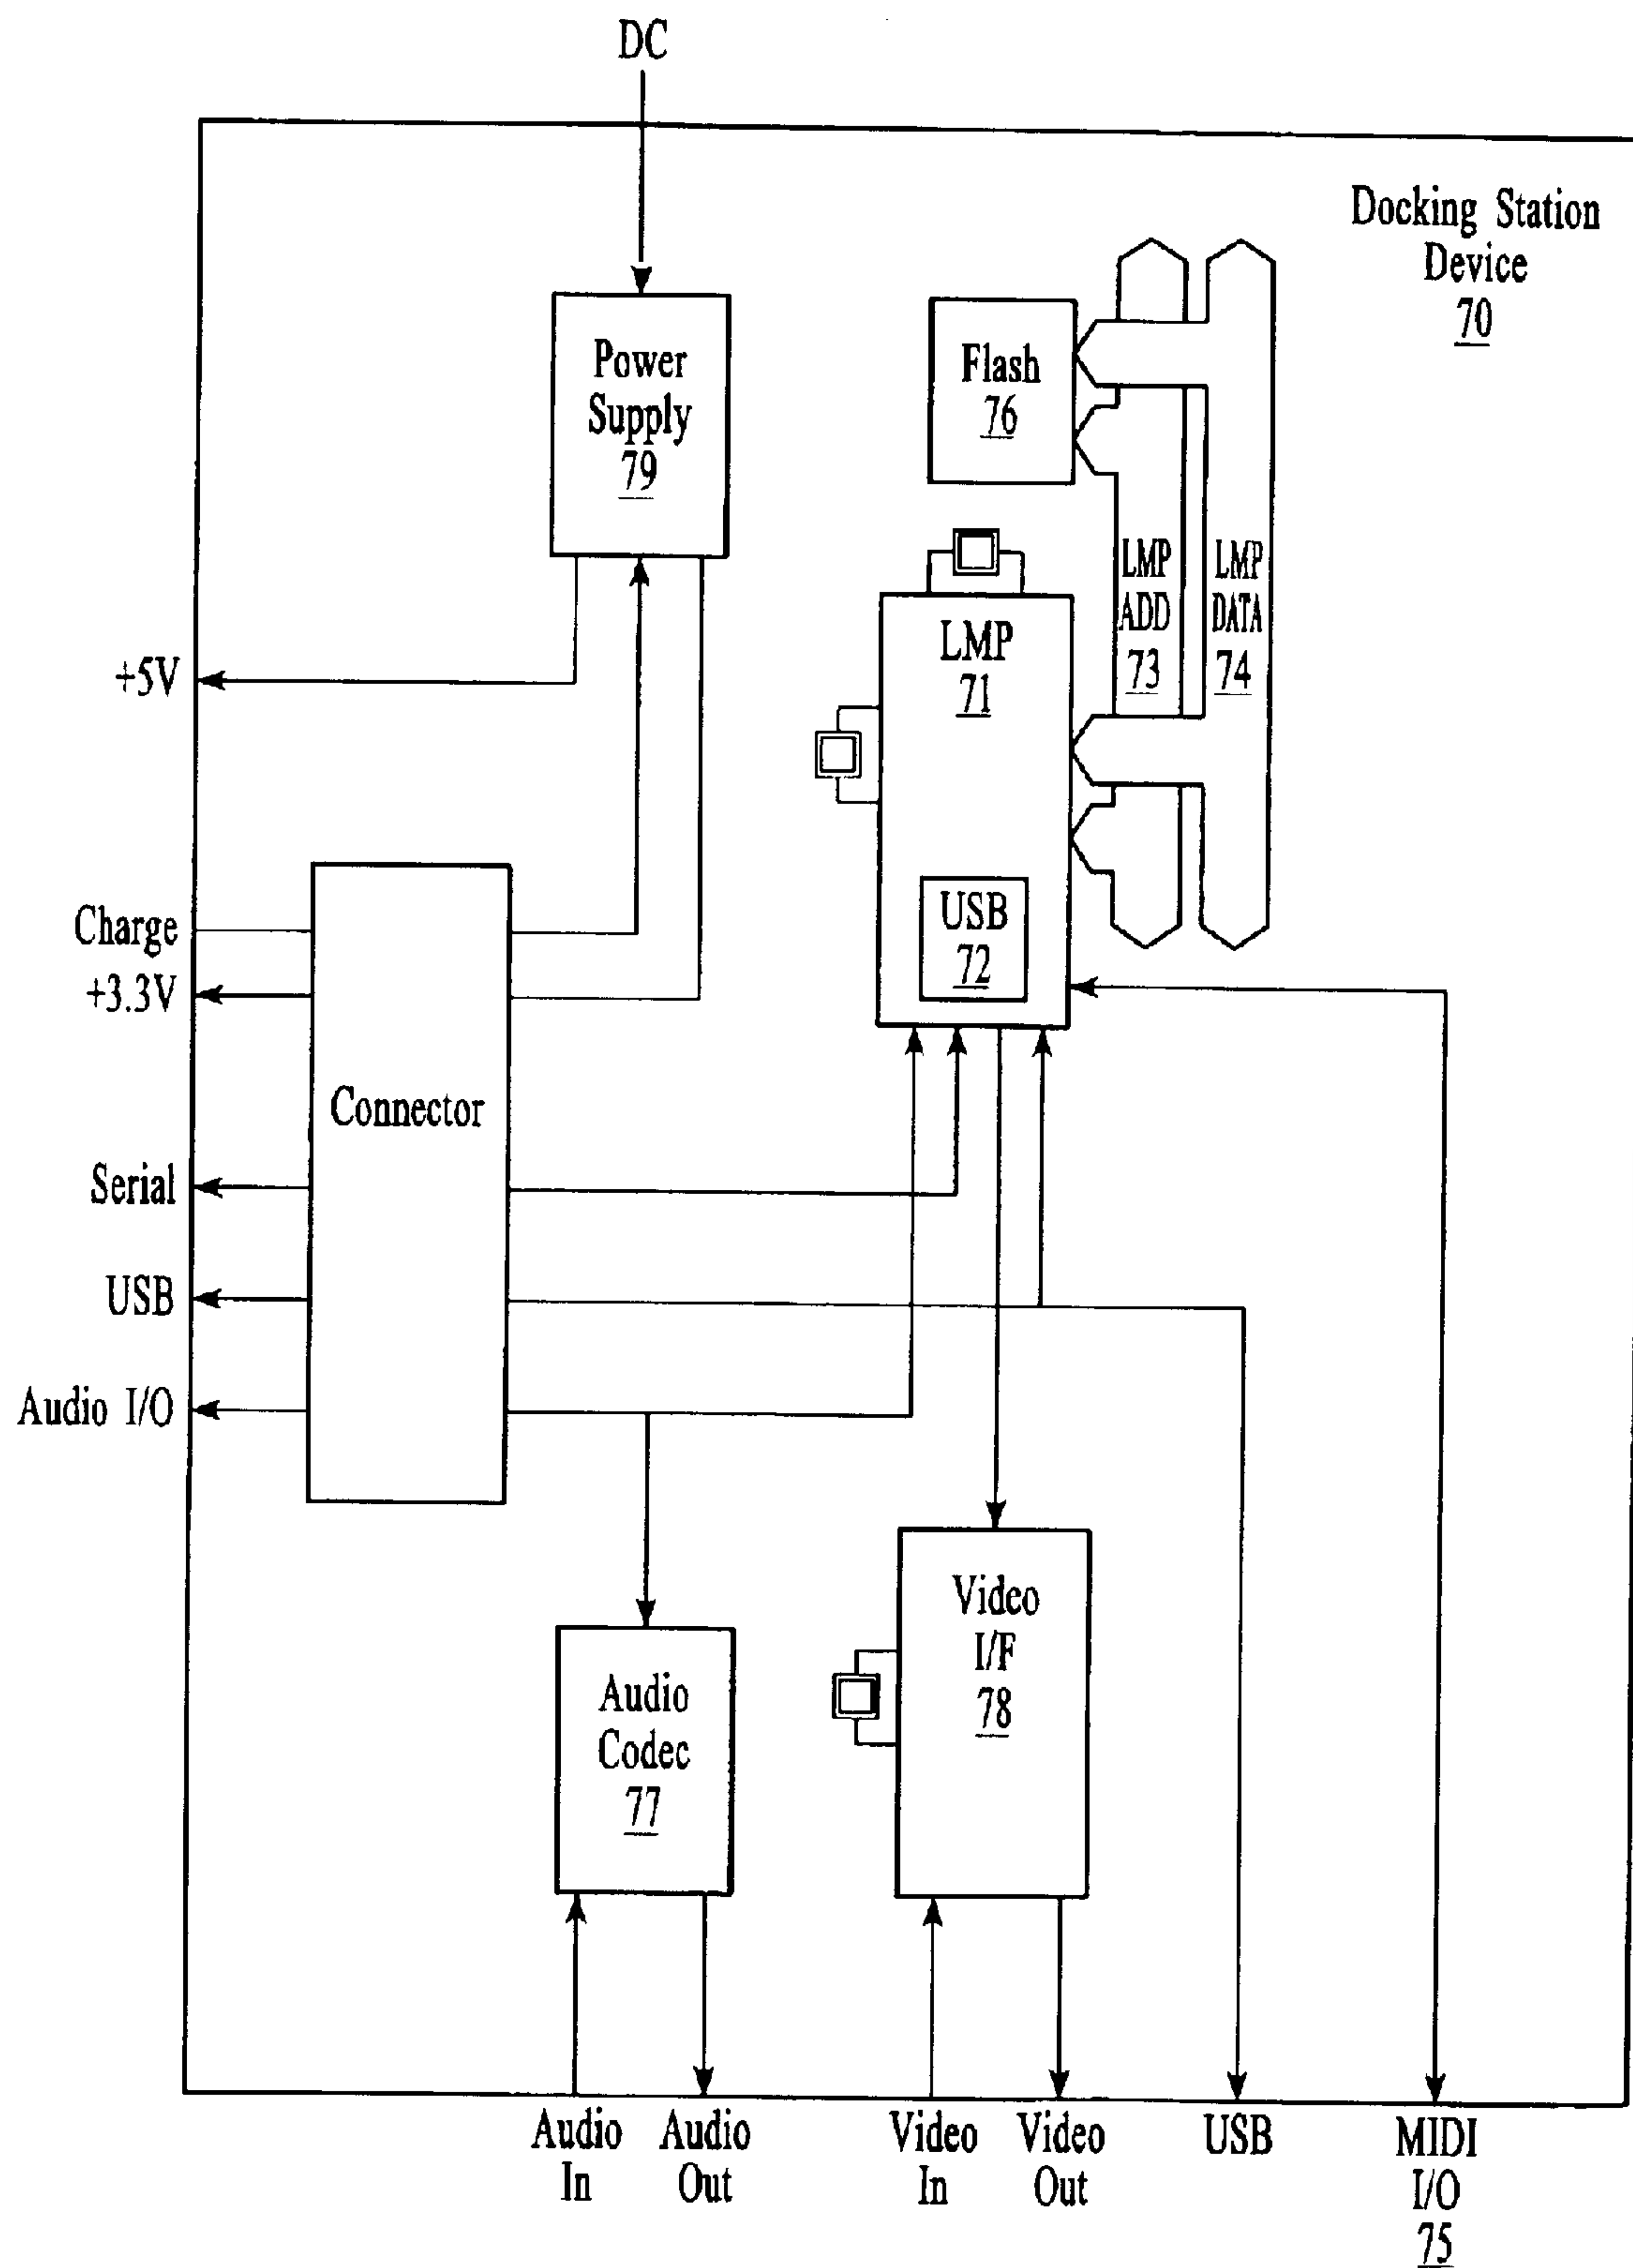 DC
Docking Station
Device
70
Power
Supply
79
Flash
76
LMP
ADD
73
LMP
DATA
74
LMP
71
USB
72
+5V
Charge
+3.3V
Connector
Serial
USB
Audio I/O
Video
I/F
78
Audio
Codec
77
Audio
In
Audio
Out
Video
In
Video
Out
USB
MIDI
I/O
75